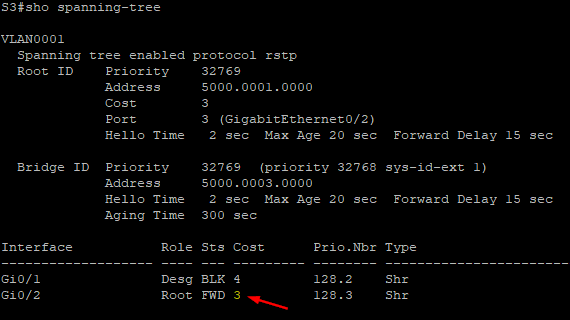 S3#sho spanning-tree
VLAN0001
  Spanning tree enabled protocol rstp
  Root ID    Priority    32769
             Address     5000.0001.0000
             Cost        3
             Port        3 (GigabitEthernet0/2)
             Hello Time   2 sec  Max Age 20 sec  Forward Delay 15 sec
  Bridge ID  Priority    32769  (priority 32768 sys-id-ext 1)
             Address     5000.0003.0000
             Hello Time   2 sec  Max Age 20 sec  Forward Delay 15 sec
             Aging Time  300 sec
Interface           Role Sts Cost      Prio.Nbr Type
------------------- ---- --- --------- -------- --------------------------------
Gi0/1               Desg BLK 4         128.2    Shr
Gi0/2               Root FWD 3         128.3    Shr